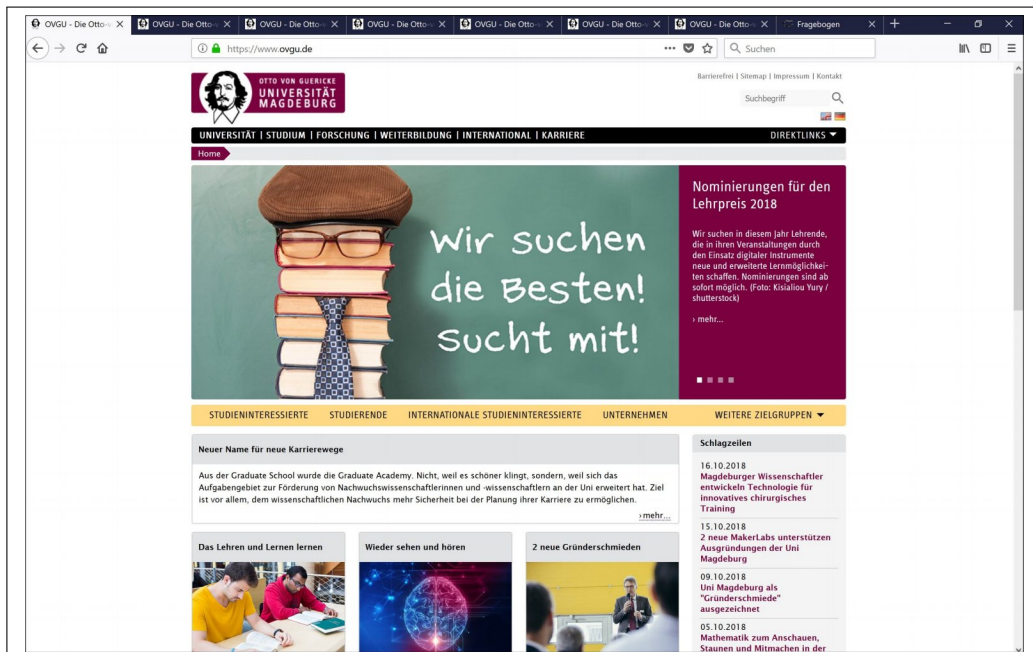 OVGU - Die Otto-v
OVGU - Die Otto-v
OVGU - Die Otto-v
OVGU - Die Otto-v
OVGU - Die Otto-v
OVGU - Die Otto-v
OVGU - Die Otto-v
Fragebogen
https://www.ovgu.de
Suchen
OTTO VON GUERICKE
UNIVERSITÄT
MAGDEBURG
Barrierefrei | Sitemap | Impressum | Kontakt
Suchbegriff
UNIVERSITÄT | STUDIUM | FORSCHUNG | WEITERBILDUNG | INTERNATIONAL | KARRIERE
DIREKTLINKS
Home
Wir suchen
die Besten!
Sucht mit!
Nominierungen für den
Lehrpreis 2018
Wir suchen in diesem Jahr Lehrende,
die in ihren Veranstaltungen durch
den Einsatz digitaler Instrumente
neue und erweiterte Lernmöglichkei-
ten schaffen. Nominierungen sind ab
sofort möglich. (Foto: Kisialiou Yury /
shutterstock)
› mehr...
STUDIENINTERESSIERTE STUDIERENDE INTERNATIONALE STUDIENINTERESSIERTE UNTERNEHMEN WEITERE ZIELGRUPPEN
Neuer Name für neue Karrierewege
Aus der Graduate School wurde die Graduate Academy. Nicht, weil es schöner klingt, sondern, weil sich das
Aufgabengebiet zur Förderung von Nachwuchswissenschaftlerinnen und -wissenschaftlern an der Uni erweitert hat. Ziel
ist vor allem, dem wissenschaftlichen Nachwuchs mehr Sicherheit bei der Planung ihrer Karriere zu ermöglichen.
› mehr...
Das Lehren und Lernen lernen
Wieder sehen und hören
2 neue Gründerschmieden
Schlagzeilen
16.10.2018
Magdeburger Wissenschaftler
entwickeln Technologie für
innovatives chirurgisches
Training
15.10.2018
2 neue MakerLabs unterstützen
Ausgründungen der Uni
Magdeburg
09.10.2018
Uni Magdeburg als
"Gründerschmiede"
ausgezeichnet
05.10.2018
Mathematik zum Anschauen,
Staunen und Mitmachen in der